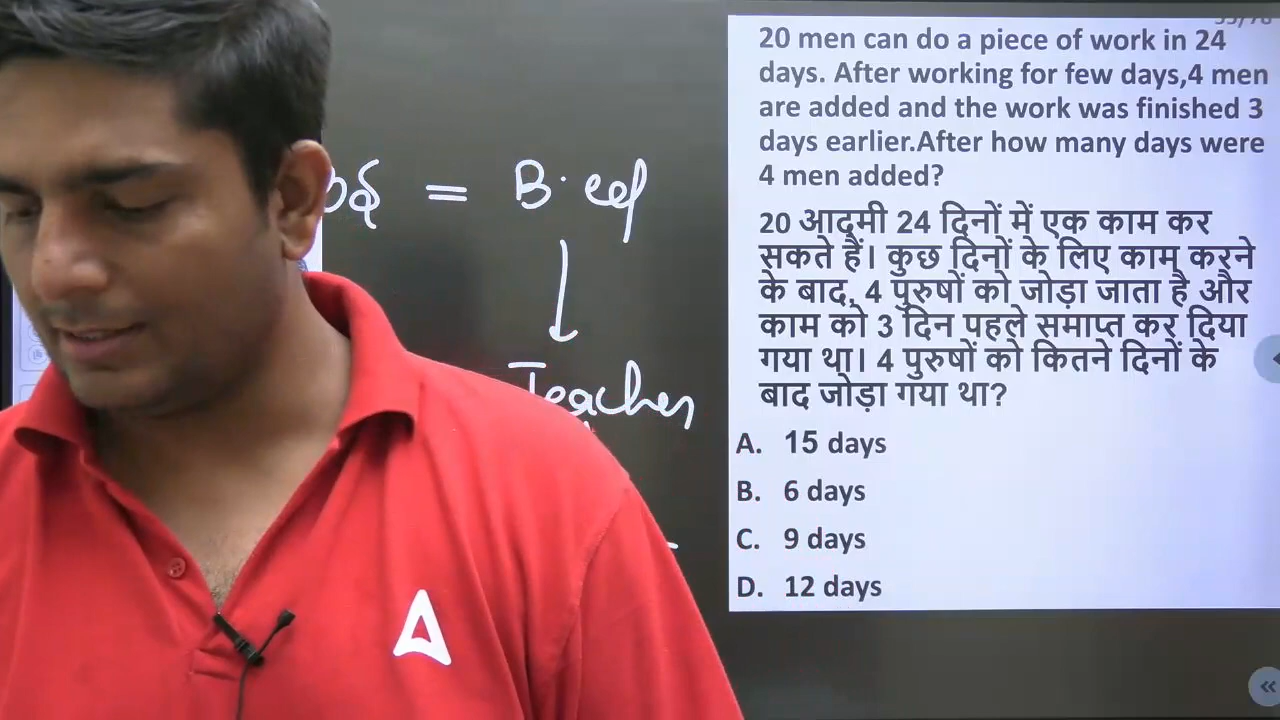 20 men can do a piece of work in 24
days. After working for few days,4 men
are added and the work was finished 3
days earlier.After how many days were
4 men added?
20 आदमी 24 दिनों में एक काम कर
सकते हैं। कुछ दिनों के लिए काम करने
के बाद, 4 पुरुषों को जोड़ा जाता है और
काम को 3 दिन पहले समाप्त कर दिया
गया था। 4 पुरुषों को कितने दिनों के
बाद जोड़ा गया था?
A. 15 days
B. 6 days
C. 9 days
D. 12 days
= B.
Teacher